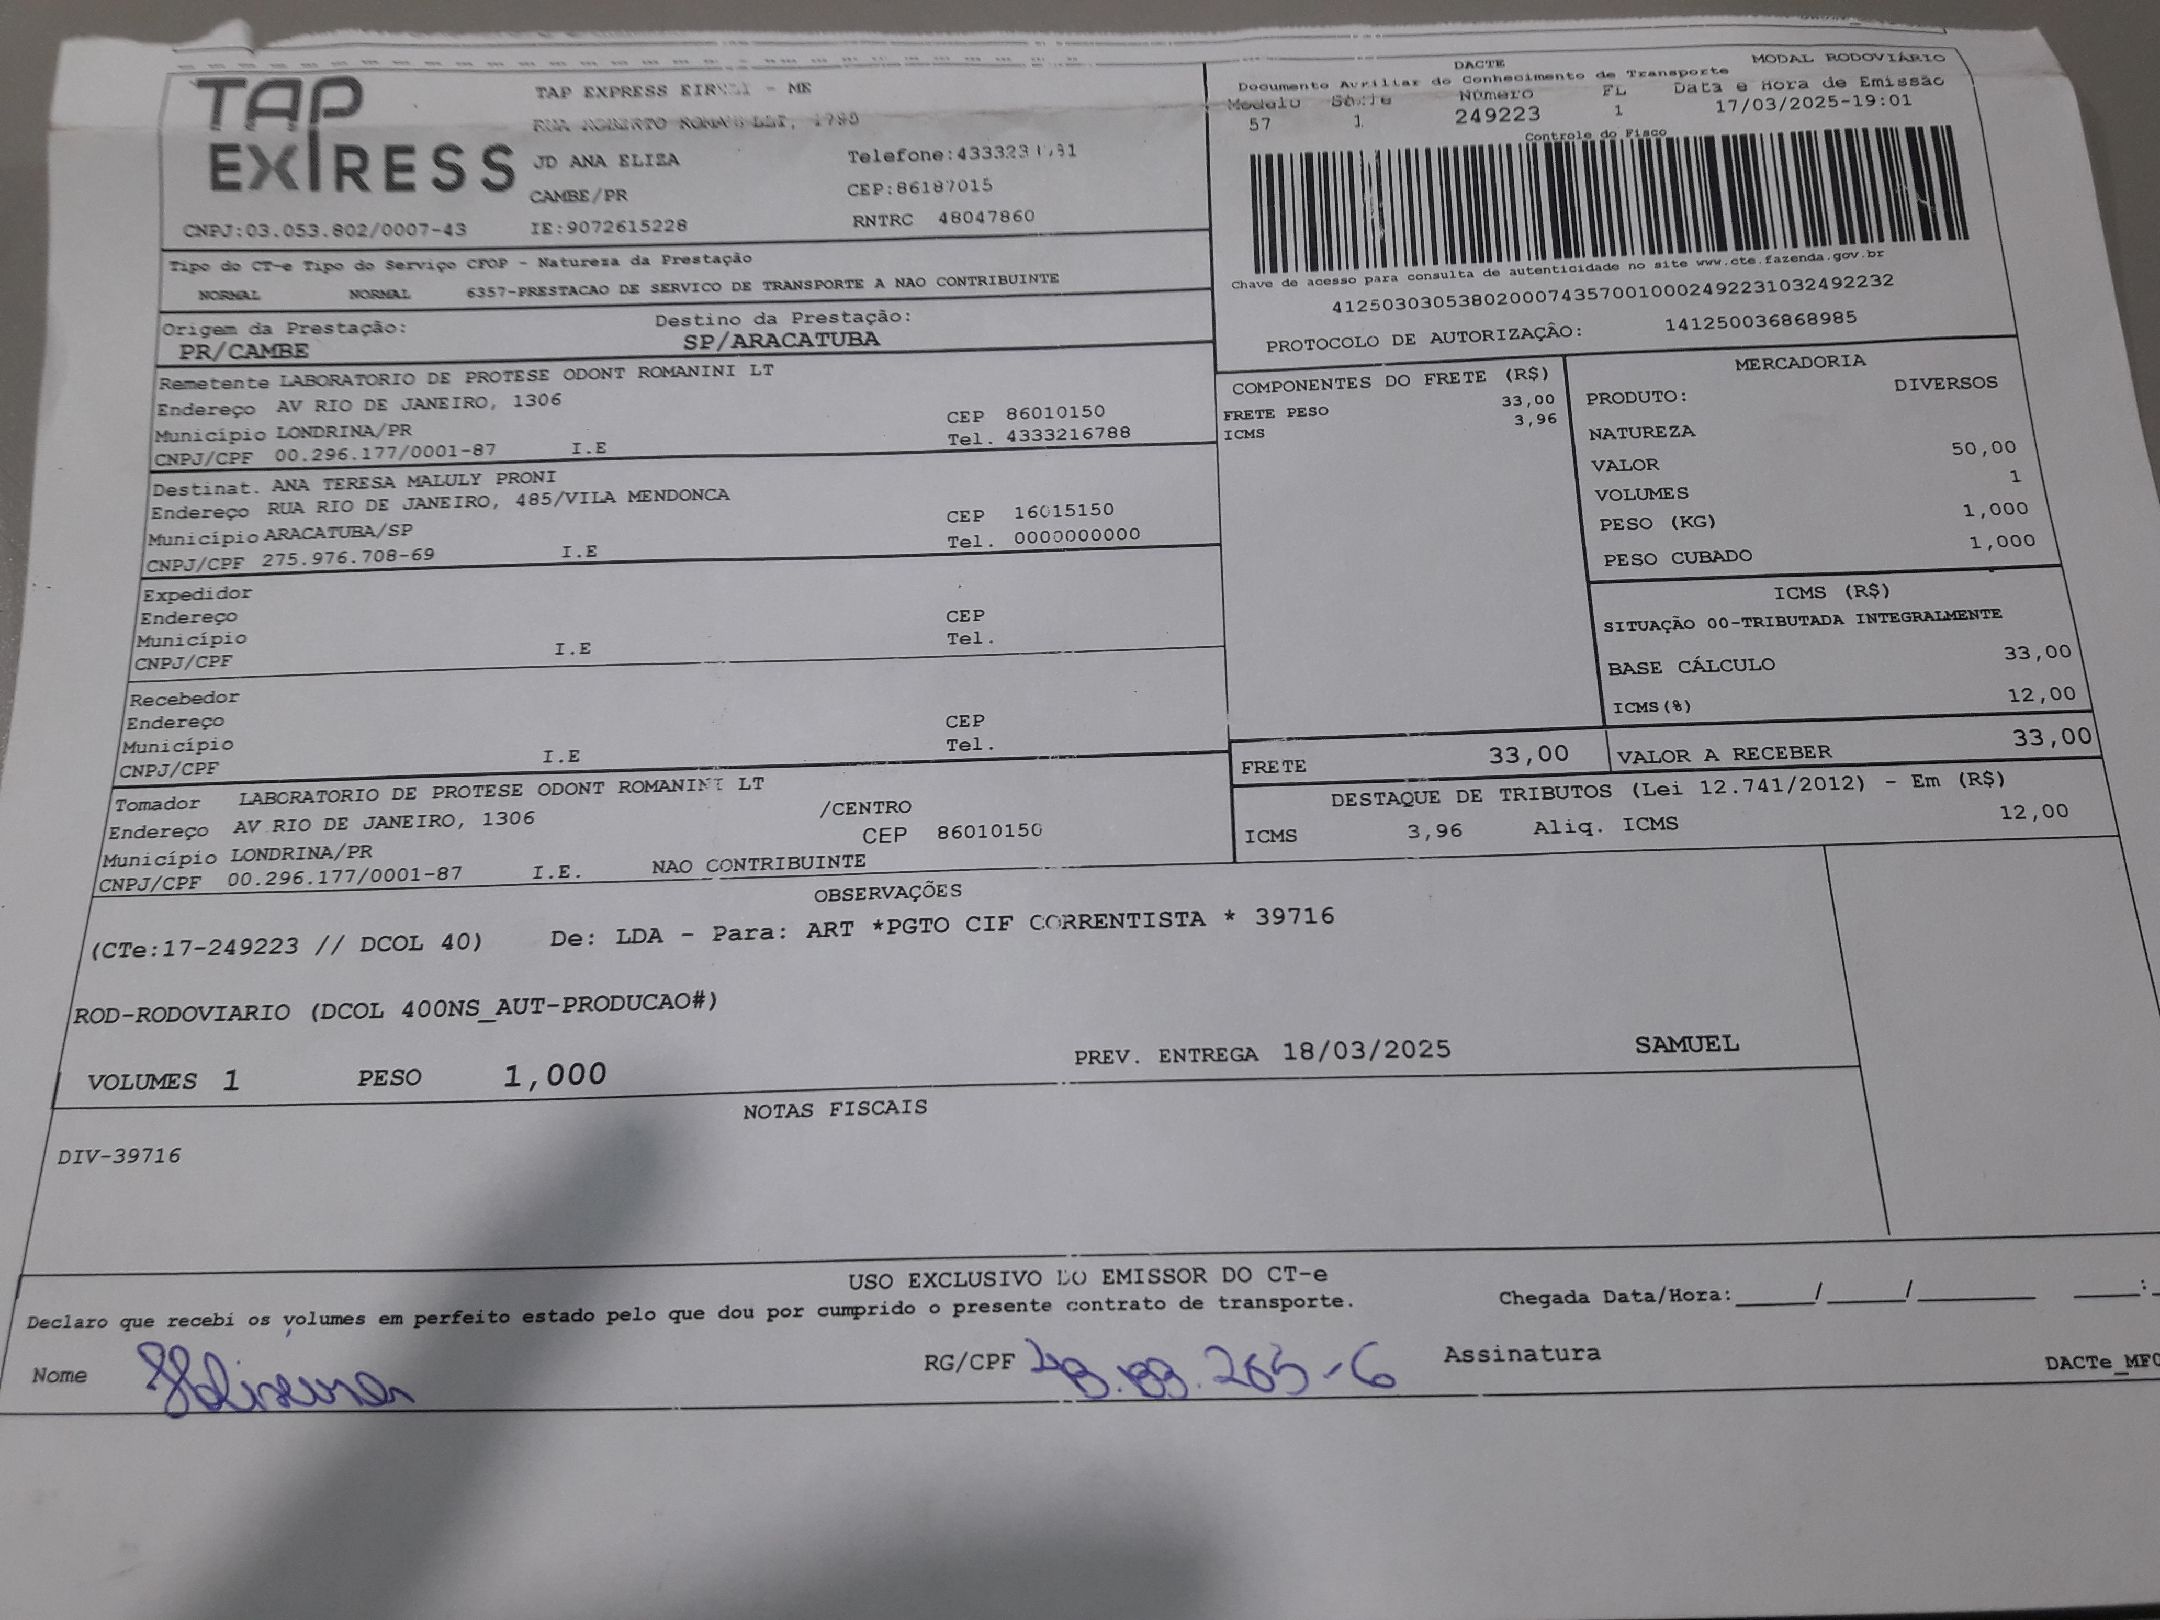 TAP
EXPRESS
TAP EXPRESS - ME
JD ANA ELIZA
CAMBE/PR
CNPJ:03.053.802/0007-43
IE:9072615228
CEP:86187015
RNTRC 48047860
DACTE
MODAL RODOVIÁRIO
Documento Auxiliar do Conhecimento de Transporte
Modelo Série Número FL Data e Hora de Emissão
57 1 249223 1 17/03/2025-19:01
Controle do Fisco
Chave de acesso para consulta de autenticidade no site www.cte.fazenda.gov.br
41250303053802000743570010002492231032492232
PROTOCOLO DE AUTORIZAÇÃO: 141250036868985
Tipo do CT-e Tipo do Serviço CFOP - Natureza da Prestação
NORMAL NORMAL 6357-PRESTACAO DE SERVICO DE TRANSPORTE A NAO CONTRIBUINTE
Origem da Prestação: Destino da Prestação:
PR/CAMBE SP/ARACATUBA
Remetente LABORATORIO DE PROTESE ODONT ROMANINI LT
Endereço AV RIO DE JANEIRO, 1306
CEP 86010150
Município LONDRINA/PR
Tel. 4333216788
CNPJ/CPF 00.296.177/0001-87 I.E
Destinat. ANA TERESA MALULY PRONI
Endereço RUA RIO DE JANEIRO, 485/VILA MENDONCA
CEP 16015150
Município ARACATUBA/SP
Tel. 0000000000
CNPJ/CPF 275.976.708-69 I.E
Expedidor
Endereço CEP
Município Tel.
CNPJ/CPF I.E
Recebedor
Endereço CEP
Município Tel.
CNPJ/CPF I.E
Tomador LABORATORIO DE PROTESE ODONT ROMANINI LT
Endereço AV RIO DE JANEIRO, 1306 /CENTRO
CEP 86010150
Município LONDRINA/PR
CNPJ/CPF 00.296.177/0001-87 I.E. NAO CONTRIBUINTE
COMPONENTES DO FRETE (R$)
FRETE PESO 33,00
ICMS 3,96
MERCADORIA
PRODUTO: DIVERSOS
NATUREZA
VALOR 50,00
VOLUMES 1
PESO (KG) 1,000
PESO CUBADO 1,000
ICMS (R$)
SITUAÇÃO 00-TRIBUTADA INTEGRALMENTE
BASE CÁLCULO 33,00
ICMS(%) 12,00
FRETE 33,00 VALOR A RECEBER 33,00
DESTAQUE DE TRIBUTOS (Lei 12.741/2012) - Em (R$)
ICMS 3,96 Aliq. ICMS 12,00
OBSERVAÇÕES
(CTe:17-249223 // DCOL 40) De: LDA - Para: ART *PGTO CIF CORRENTISTA * 39716
ROD-RODOVIARIO (DCOL 400NS_AUT-PRODUCAO#)
VOLUMES 1 PESO 1,000 PREV. ENTREGA 18/03/2025 SAMUEL
NOTAS FISCAIS
DIV-39716
USO EXCLUSIVO DO EMISSOR DO CT-e
Declaro que recebi os volumes em perfeito estado pelo que dou por cumprido o presente contrato de transporte.
Chegada Data/Hora:_____/_____/_______ ____:_
Nome RG/CPF Assinatura